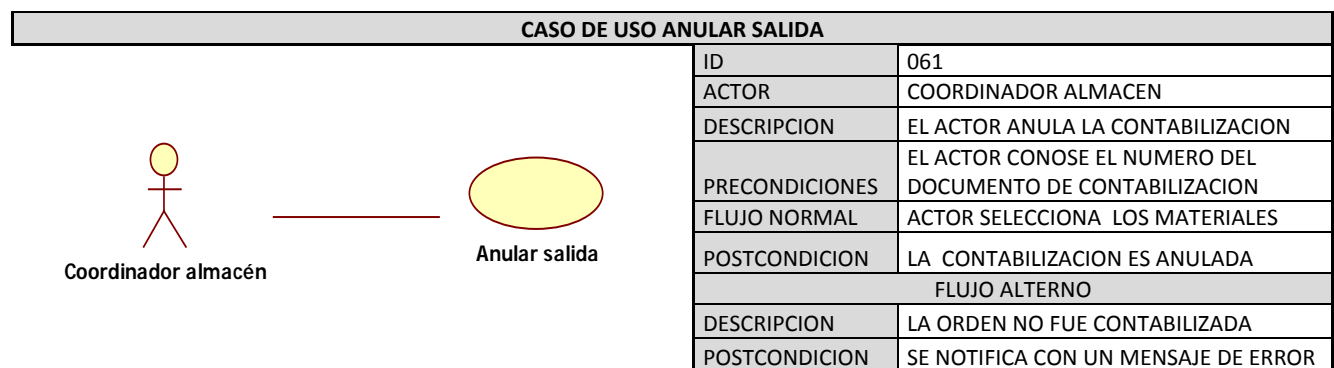 CASO DE USO ANULAR SALIDA
ID 061
ACTOR COORDINADOR ALMACEN
DESCRIPCION EL ACTOR ANULA LA CONTABILIZACION
PRECONDICIONES EL ACTOR CONOSE EL NUMERO DEL
DOCUMENTO DE CONTABILIZACION
FLUJO NORMAL ACTOR SELECCIONA LOS MATERIALES
POSTCONDICION LA CONTABILIZACION ES ANULADA
FLUJO ALTERNO
DESCRIPCION LA ORDEN NO FUE CONTABILIZADA
POSTCONDICION SE NOTIFICA CON UN MENSAJE DE ERROR
Coordinador almacén
Anular salida